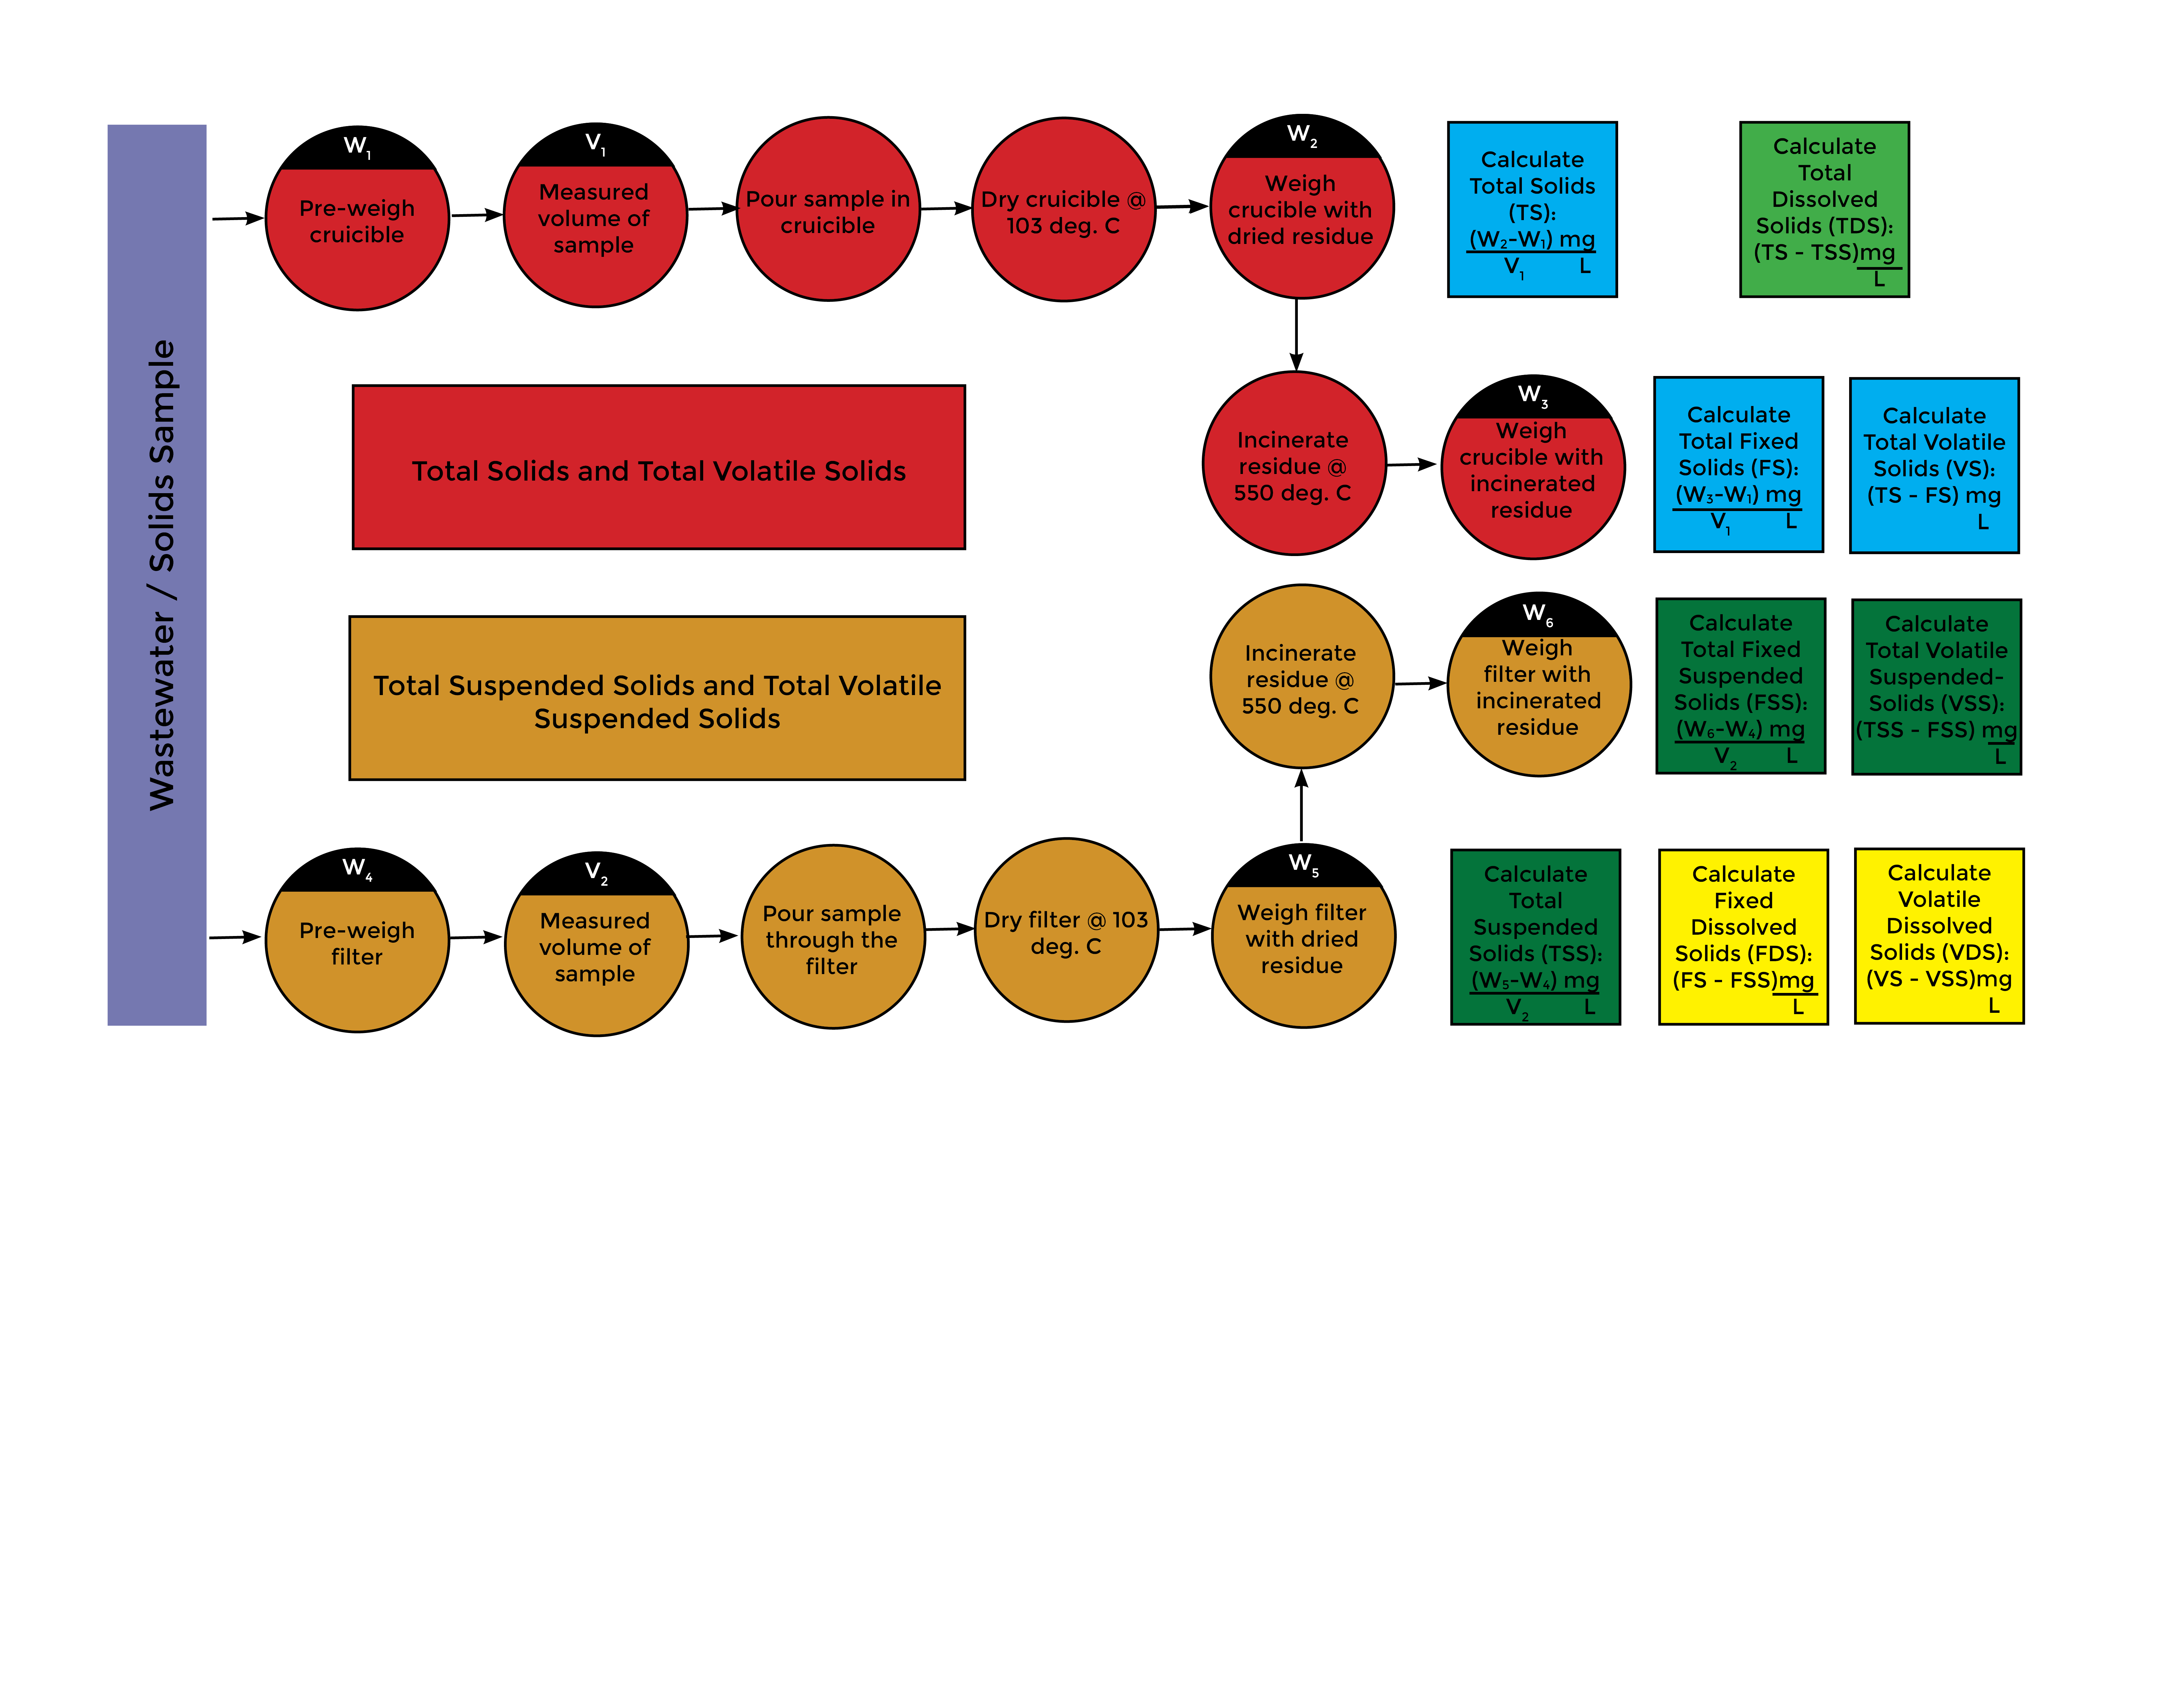 Wastewater / Solids Sample
W₁
Pre-weigh
cruicible
V₁
Measured
volume of
sample
Pour sample in
cruicible
Dry cruicible @
103 deg. C
W₂
Weigh
crucible with
dried residue
Calculate
Total Solids
(TS):
(W₂-W₁) mg
V₁ L
Calculate
Total
Dissolved
Solids (TDS):
(TS - TSS)mg
L
Total Solids and Total Volatile Solids
Incinerate
residue @
550 deg. C
W₃
Weigh
crucible with
incinerated
residue
Calculate
Total Fixed
Solids (FS):
(W₃-W₁) mg
V₁ L
Calculate
Total Volatile
Solids (VS):
(TS - FS) mg
L
Total Suspended Solids and Total Volatile
Suspended Solids
Incinerate
residue @
550 deg. C
W₆
Weigh
filter with
incinerated
residue
Calculate
Total Fixed
Suspended
Solids (FSS):
(W₆-W₄) mg
V₂ L
Calculate
Total Volatile
Suspended-
Solids (VSS):
(TSS - FSS) mg
L
W₄
Pre-weigh
filter
V₂
Measured
volume of
sample
Pour sample
through the
filter
Dry filter @ 103
deg. C
W₅
Weigh filter
with dried
residue
Calculate
Total
Suspended
Solids (TSS):
(W₅-W₄) mg
V₂ L
Calculate
Fixed
Dissolved
Solids (FDS):
(FS - FSS)mg
L
Calculate
Volatile
Dissolved
Solids (VDS):
(VS - VSS)mg
L